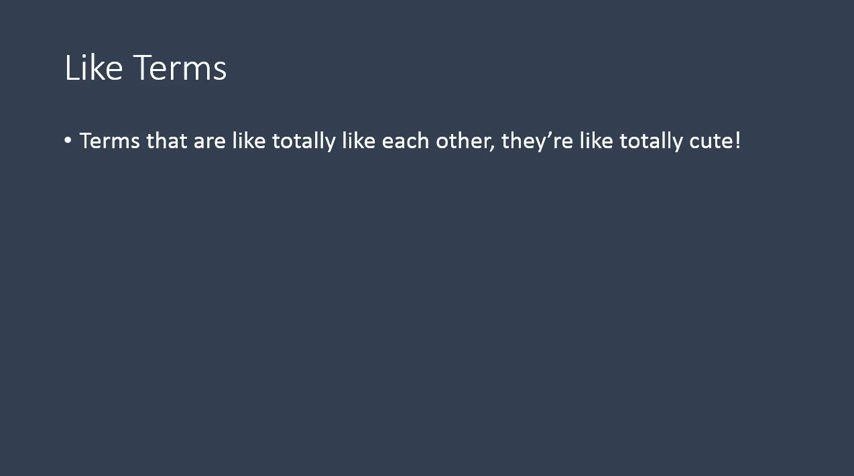 Like Terms
• Terms that are like totally like each other, they’re like totally cute!